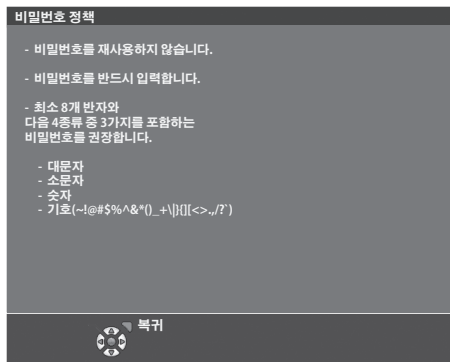 비밀번호 정책
- 비밀번호를 재사용하지 않습니다.
- 비밀번호를 반드시 입력합니다.
- 최소 8개 반자와
다음 4종류 중 3가지를 포함하는
비밀번호를 권장합니다.
- 대문자
- 소문자
- 숫자
- 기호(~!@#$%^&*()_+\|}{][<>.,/?`)
복귀